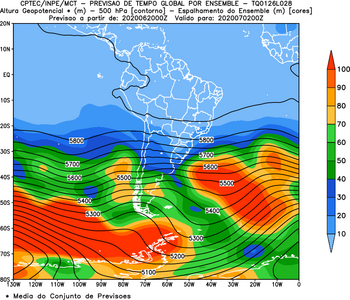 CPTEC/INPE/MCT - PREVISAO DE TEMPO GLOBAL POR ENSEMBLE - TQ0126L028
Altura Geopotencial * (m) - 500 hPa [contorno] - Espalhamento do Ensemble (m) [cores]
Previsao a partir de: 2020062000Z Valido para: 2020070200Z
20N
10N
EQ
10S
20S
30S
40S
50S
60S
70S
80S
130W 120W 110W 100W 90W 80W 70W 60W 50W 40W 30W 20W 10W 0
5800
5800
5700
5700
5600
5600
5500
5500
5400
5400
5300
5300
5200
5100
100
90
80
70
60
50
40
30
20
10
* Media do Conjunto de Previsoes